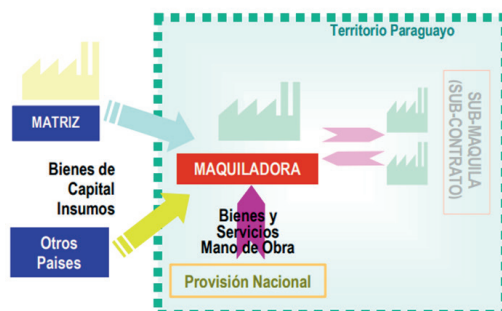 Territorio Paraguayo
MATRIZ
SUB-MAQUILA
(SUB-CONTRATO)
MAQUILADORA
Bienes de
Capital
Insumos
Bienes y
Servicios
Mano de Obra
Otros
Paises
Provisión Nacional